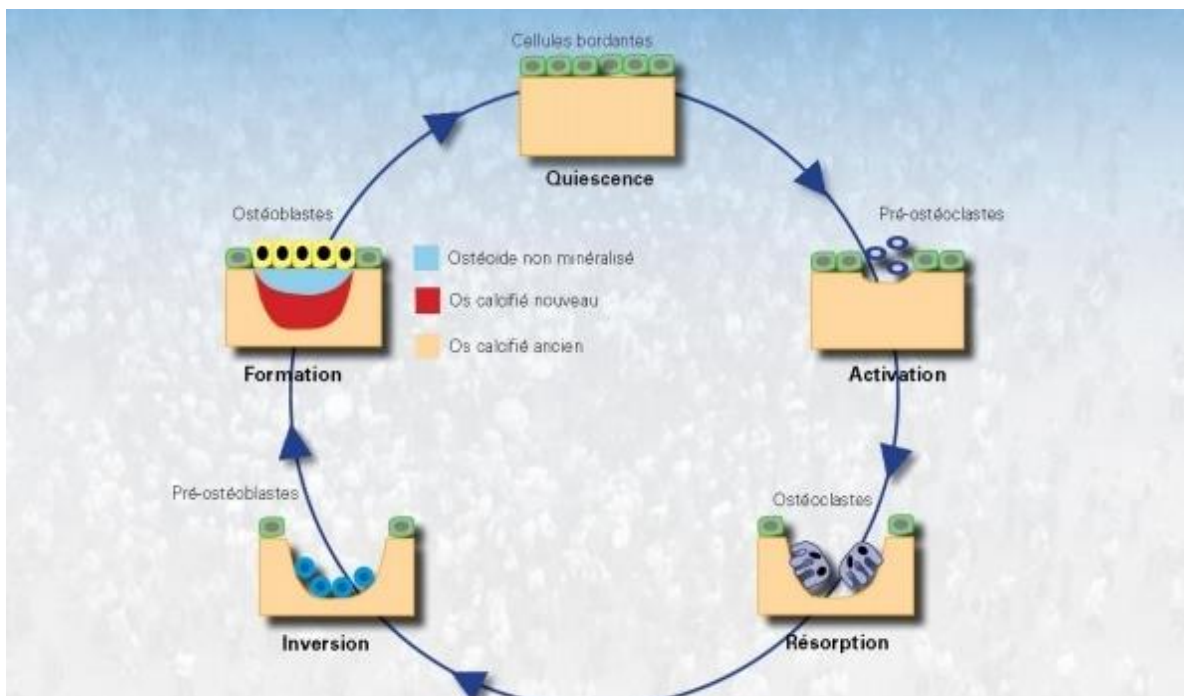 Cellules bordantes
Quiescence
Ostéoblastes
Pré-ostéoclastes
Ostéoide non minéralisé
Os calcifié nouveau
Os calcifié ancien
Formation
Activation
Pré-ostéoblastes
Ostéoclastes
Inversion
Résorption